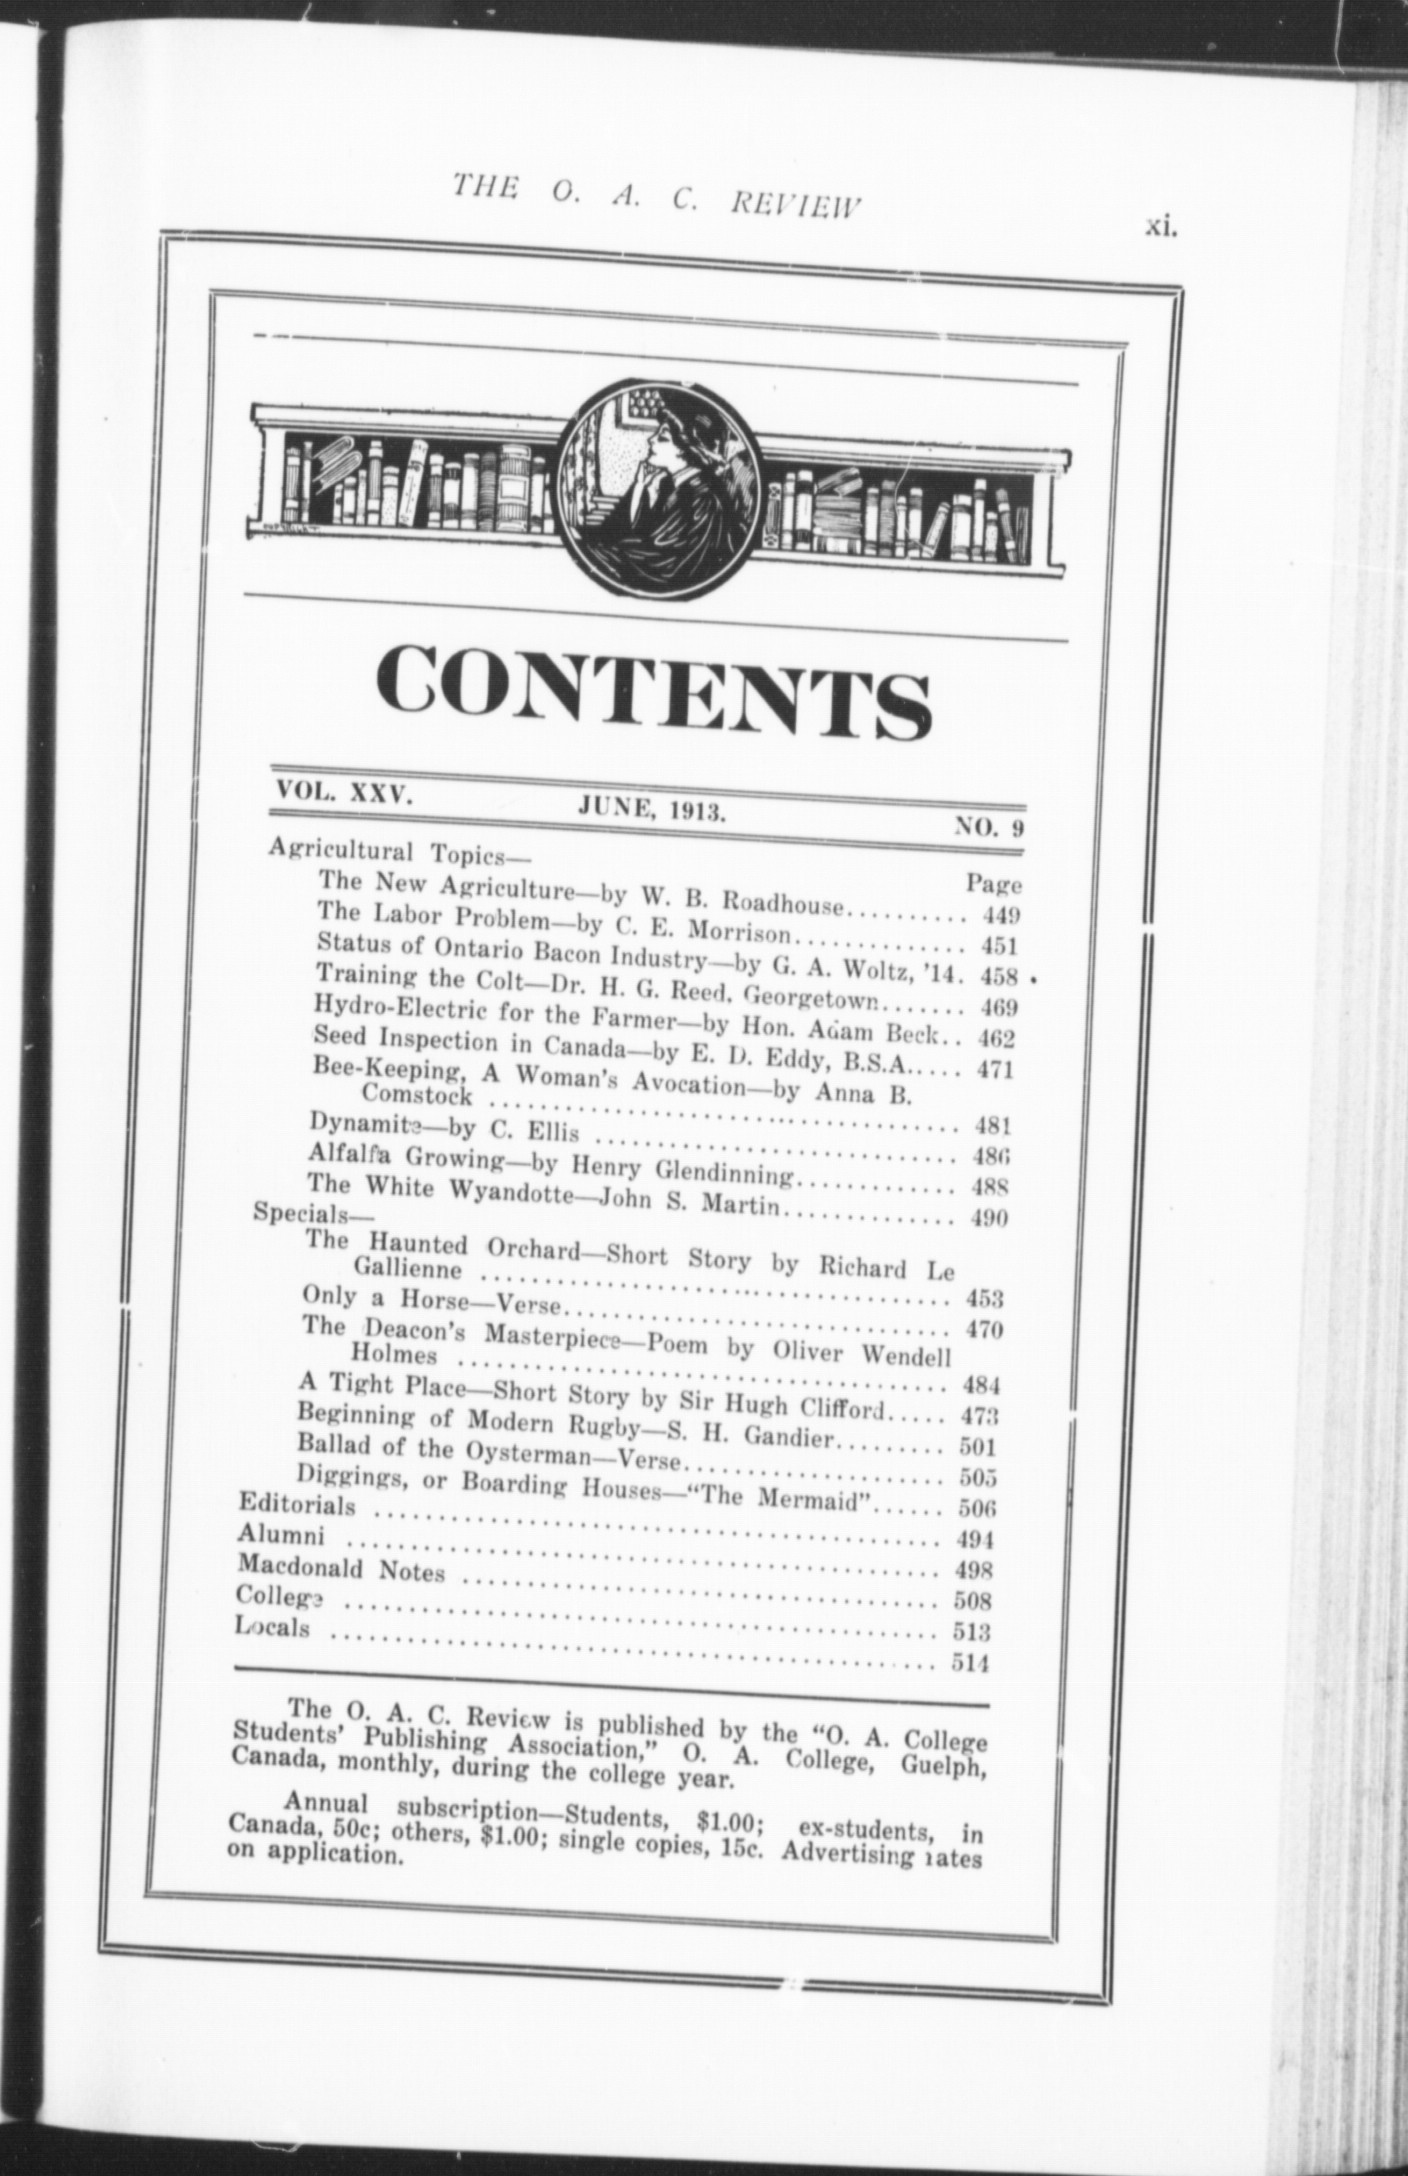 THE O. A. C. REVIEW
xi.
CONTENTS
VOL. XXV. JUNE, 1913. NO. 9
Agricultural Topics—
Page
The New Agriculture—by W. B. Roadhouse.......... 449
The Labor Problem—by C. E. Morrison.............. 451
Status of Ontario Bacon Industry—by G. A. Woltz, '14. 458
Training the Colt—Dr. H. G. Reed, Georgetown....... 469
Hydro-Electric for the Farmer—by Hon. Adam Beck.. 462
Seed Inspection in Canada—by E. D. Eddy, B.S.A..... 471
Bee-Keeping, A Woman's Avocation—by Anna B.
Comstock ..................................... 481
Dynamite—by C. Ellis ............................. 486
Alfalfa Growing—by Henry Glendinning............. 488
The White Wyandotte—John S. Martin.............. 490
Specials—
The Haunted Orchard—Short Story by Richard Le
Gallienne ..................................... 453
Only a Horse—Verse............................... 470
The Deacon's Masterpiece—Poem by Oliver Wendell
Holmes ....................................... 484
A Tight Place—Short Story by Sir Hugh Clifford..... 473
Beginning of Modern Rugby—S. H. Gandier......... 501
Ballad of the Oysterman—Verse..................... 505
Diggings, or Boarding Houses—"The Mermaid"...... 506
Editorials ............................................. 494
Alumni ............................................... 498
Macdonald Notes ...................................... 508
College ............................................... 513
Locals ................................................ 514
The O. A. C. Review is published by the "O. A. College
Students' Publishing Association," O. A. College, Guelph,
Canada, monthly, during the college year.
Annual subscription—Students, $1.00; ex-students, in
Canada, 50c; others, $1.00; single copies, 15c. Advertising rates
on application.